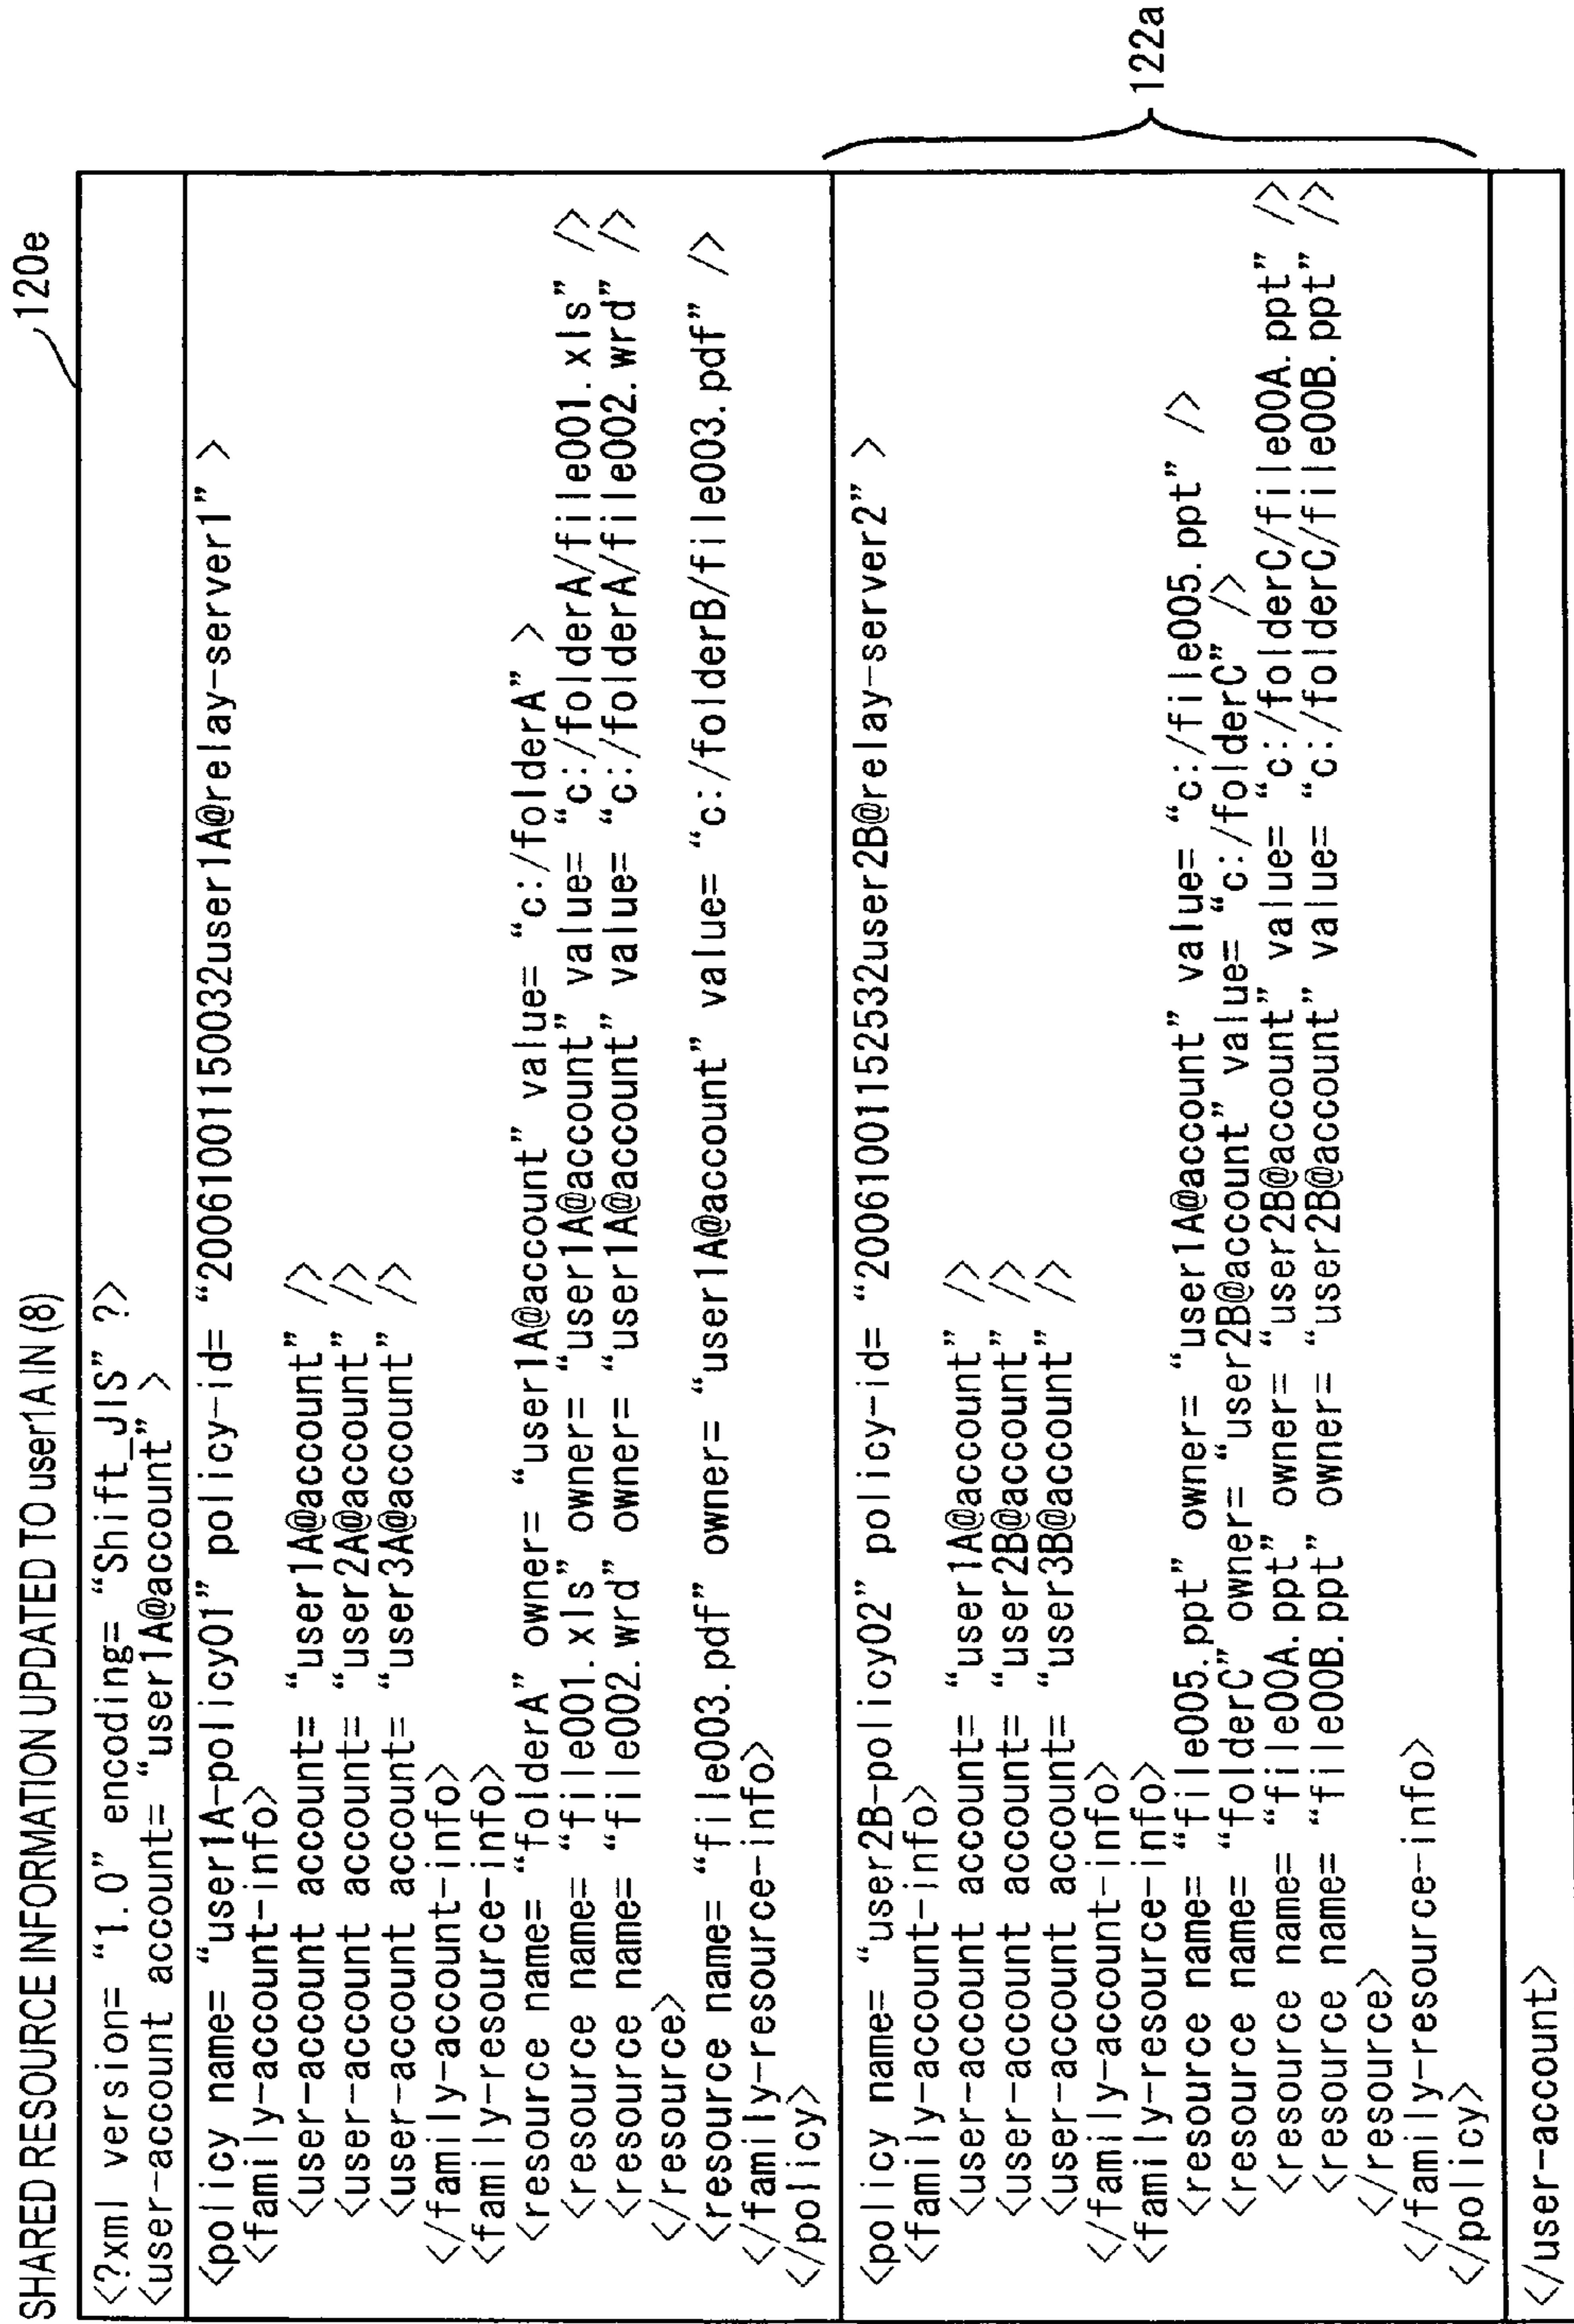 SHARED RESOURCE INFORMATION UPDATED TO user1A IN (8)
120e
<?xml version= “1.0” encoding= “Shift_JIS” ?>
<user-account account= “user1A@account” >
<policy name= “user1A-policy01” policy-id= “20061001150032user1A@relay-server1” >
<family-account-info>
<user-account account= “user1A@account” />
<user-account account= “user2A@account” />
<user-account account= “user3A@account” />
</family-account-info>
<family-resource-info>
<resource name= “folderA” owner= “user1A@account” value= “c:/folderA” >
<resource name= “file001.xls” owner= “user1A@account” value= “c:/folderA/file001.xls” />
<resource name= “file002.wrd” owner= “user1A@account” value= “c:/folderA/file002.wrd” />
</resource>
<resource name= “file003.pdf” owner= “user1A@account” value= “c:/folderB/file003.pdf” />
</family-resource-info>
</policy>
<policy name= “user2B-policy02” policy-id= “20061001152532user2B@relay-server2” >
<family-account-info>
<user-account account= “user1A@account” />
<user-account account= “user2B@account” />
<user-account account= “user3B@account” />
</family-account-info>
<family-resource-info>
<resource name= “file005.ppt” owner= “user1A@account” value= “c:/file005.ppt” />
<resource name= “folderC” owner= “user2B@account” value= “c:/folderC” />
<resource name= “file00A.ppt” owner= “user2B@account” value= “c:/folderC/file00A.ppt” />
<resource name= “file00B.ppt” owner= “user2B@account” value= “c:/folderC/file00B.ppt” />
</resource>
</family-resource-info>
</policy>
122a
</user-account>